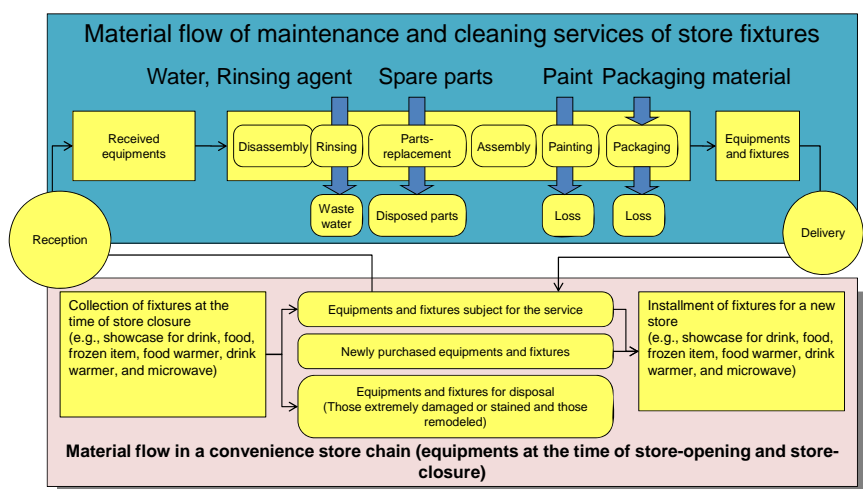 Material flow of maintenance and cleaning services of store fixtures
Water, Rinsing agent
Spare parts
Paint
Packaging material
Received
equipments
Disassembly
Rinsing
Parts-
replacement
Assembly
Painting
Packaging
Equipments
and fixtures
Waste
water
Disposed parts
Loss
Loss
Reception
Delivery
Collection of fixtures at the
time of store closure
(e.g., showcase for drink, food,
frozen item, food warmer, drink
warmer, and microwave)
Equipments and fixtures subject for the service
Newly purchased equipments and fixtures
Equipments and fixtures for disposal
(Those extremely damaged or stained and those
remodeled)
Installment of fixtures for a new
store
(e.g., showcase for drink, food,
frozen item, food warmer, drink
warmer, and microwave)
Material flow in a convenience store chain (equipments at the time of store-opening and store-
closure)